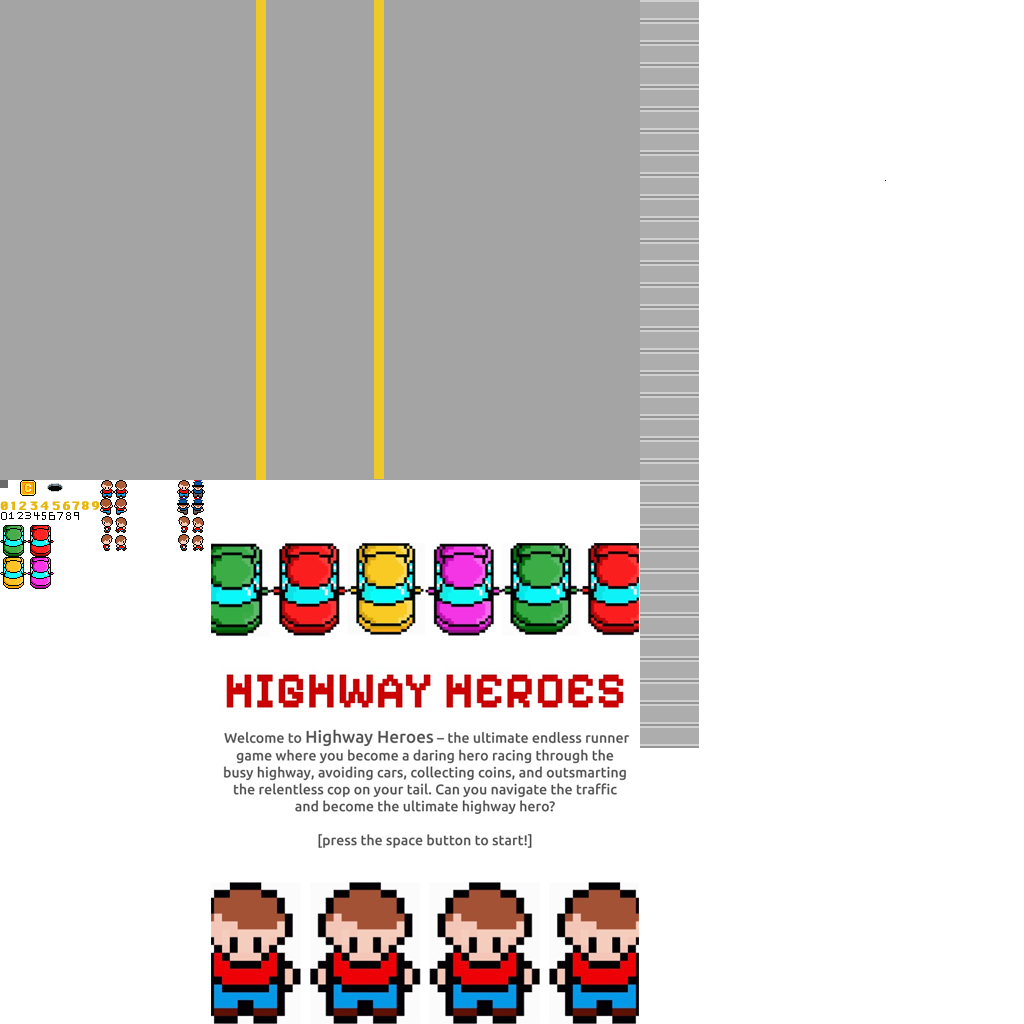 C
0123456789
0123456789
HIGHWAY HEROES
Welcome to Highway Heroes – the ultimate endless runner
game where you become a daring hero racing through the
busy highway, avoiding cars, collecting coins, and outsmarting
the relentless cop on your tail. Can you navigate the traffic
and become the ultimate highway hero?
[press the space button to start!]